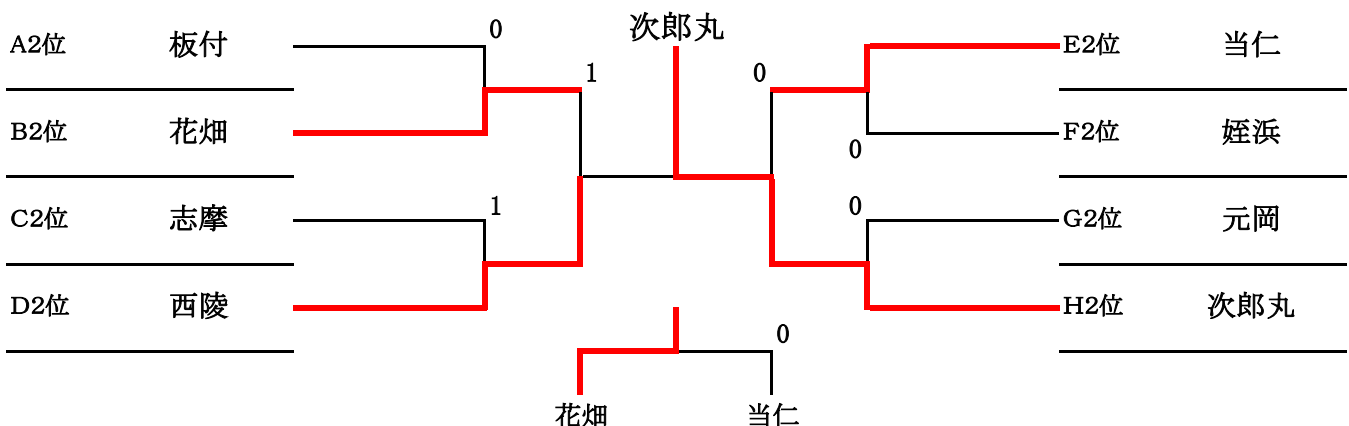 次郎丸
A2位 板付
0
1
0
E2位 当仁
B2位 花畑
0
F2位 姪浜
C2位 志摩
1
0
G2位 元岡
D2位 西陵
H2位 次郎丸
0
花畑 当仁